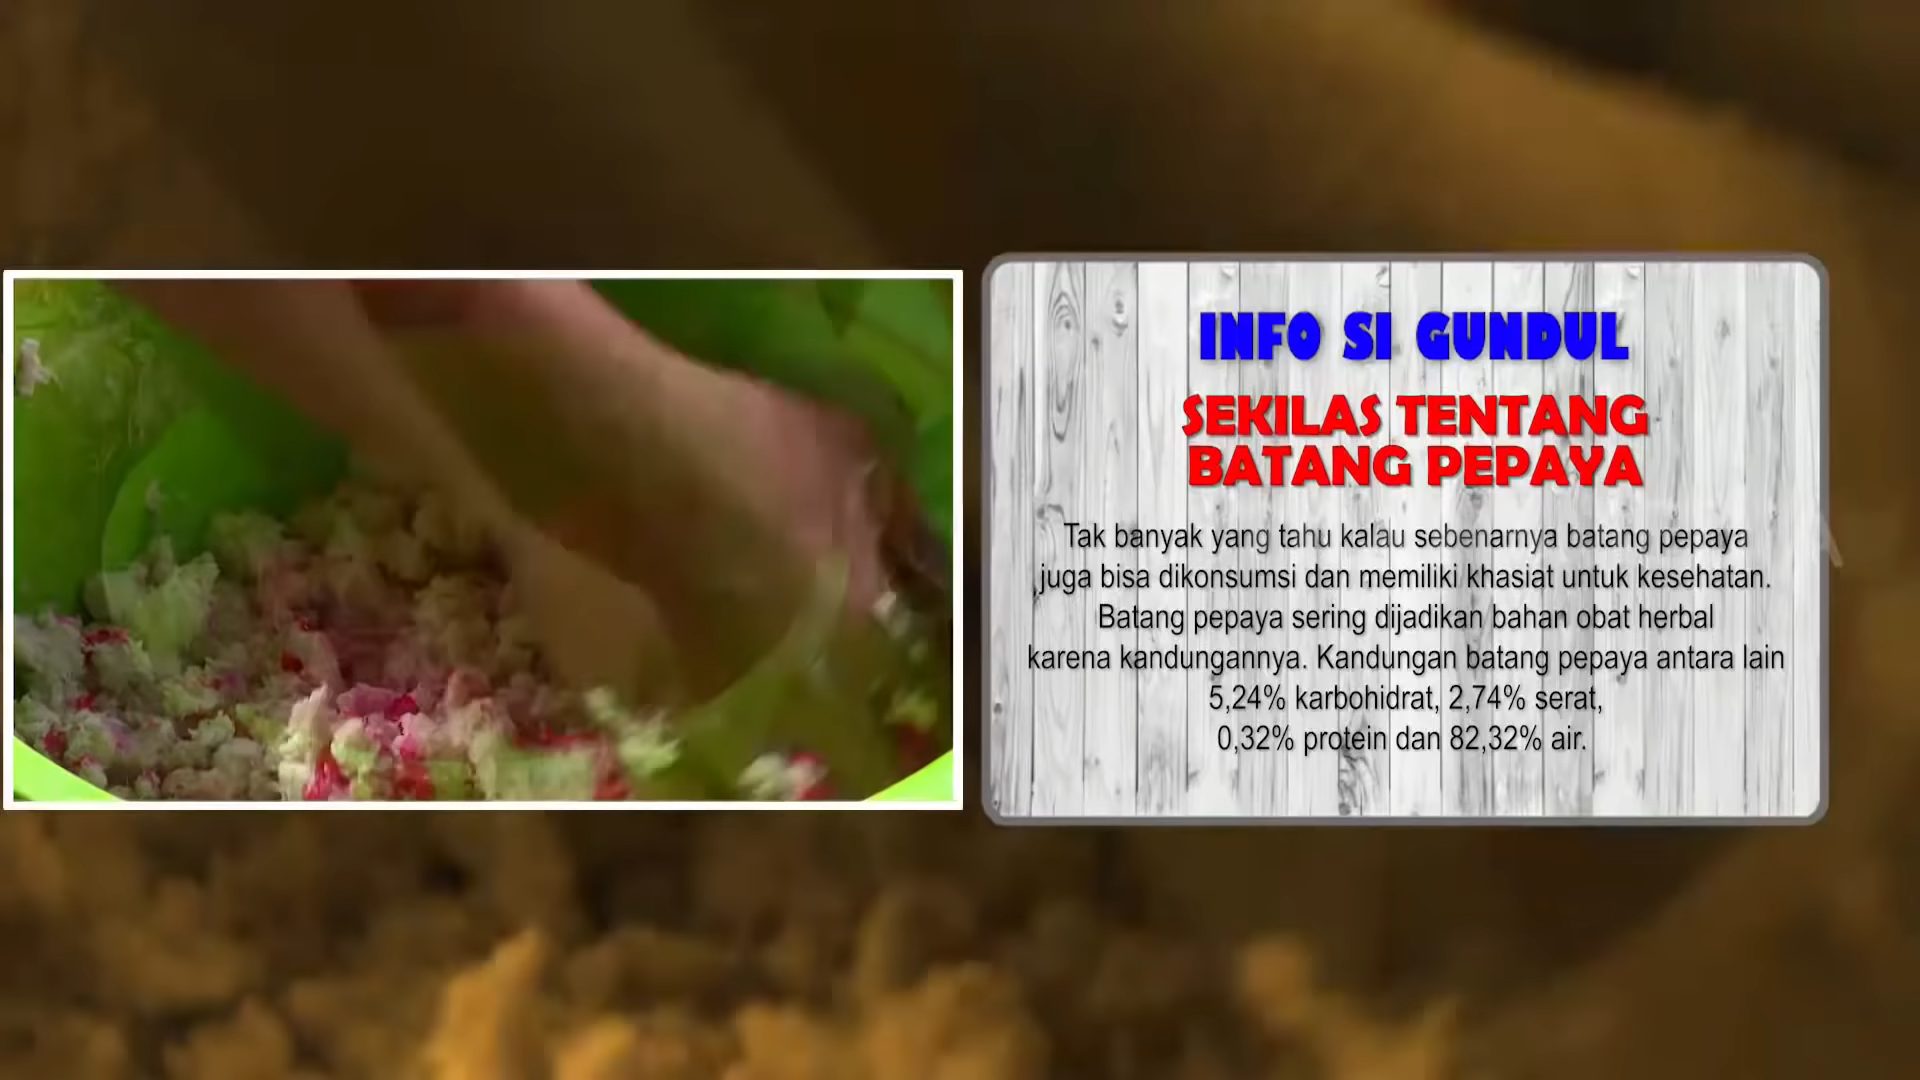 INFO SI GUNDUL
SEKILAS TENTANG
BATANG PEPAYA
Tak banyak yang tahu kalau sebenarnya batang pepaya
juga bisa dikonsumsi dan memiliki khasiat untuk kesehatan.
Batang pepaya sering dijadikan bahan obat herbal
karena kandungannya. Kandungan batang pepaya antara lain
5,24% karbohidrat, 2,74% serat,
0,32% protein dan 82,32% air.